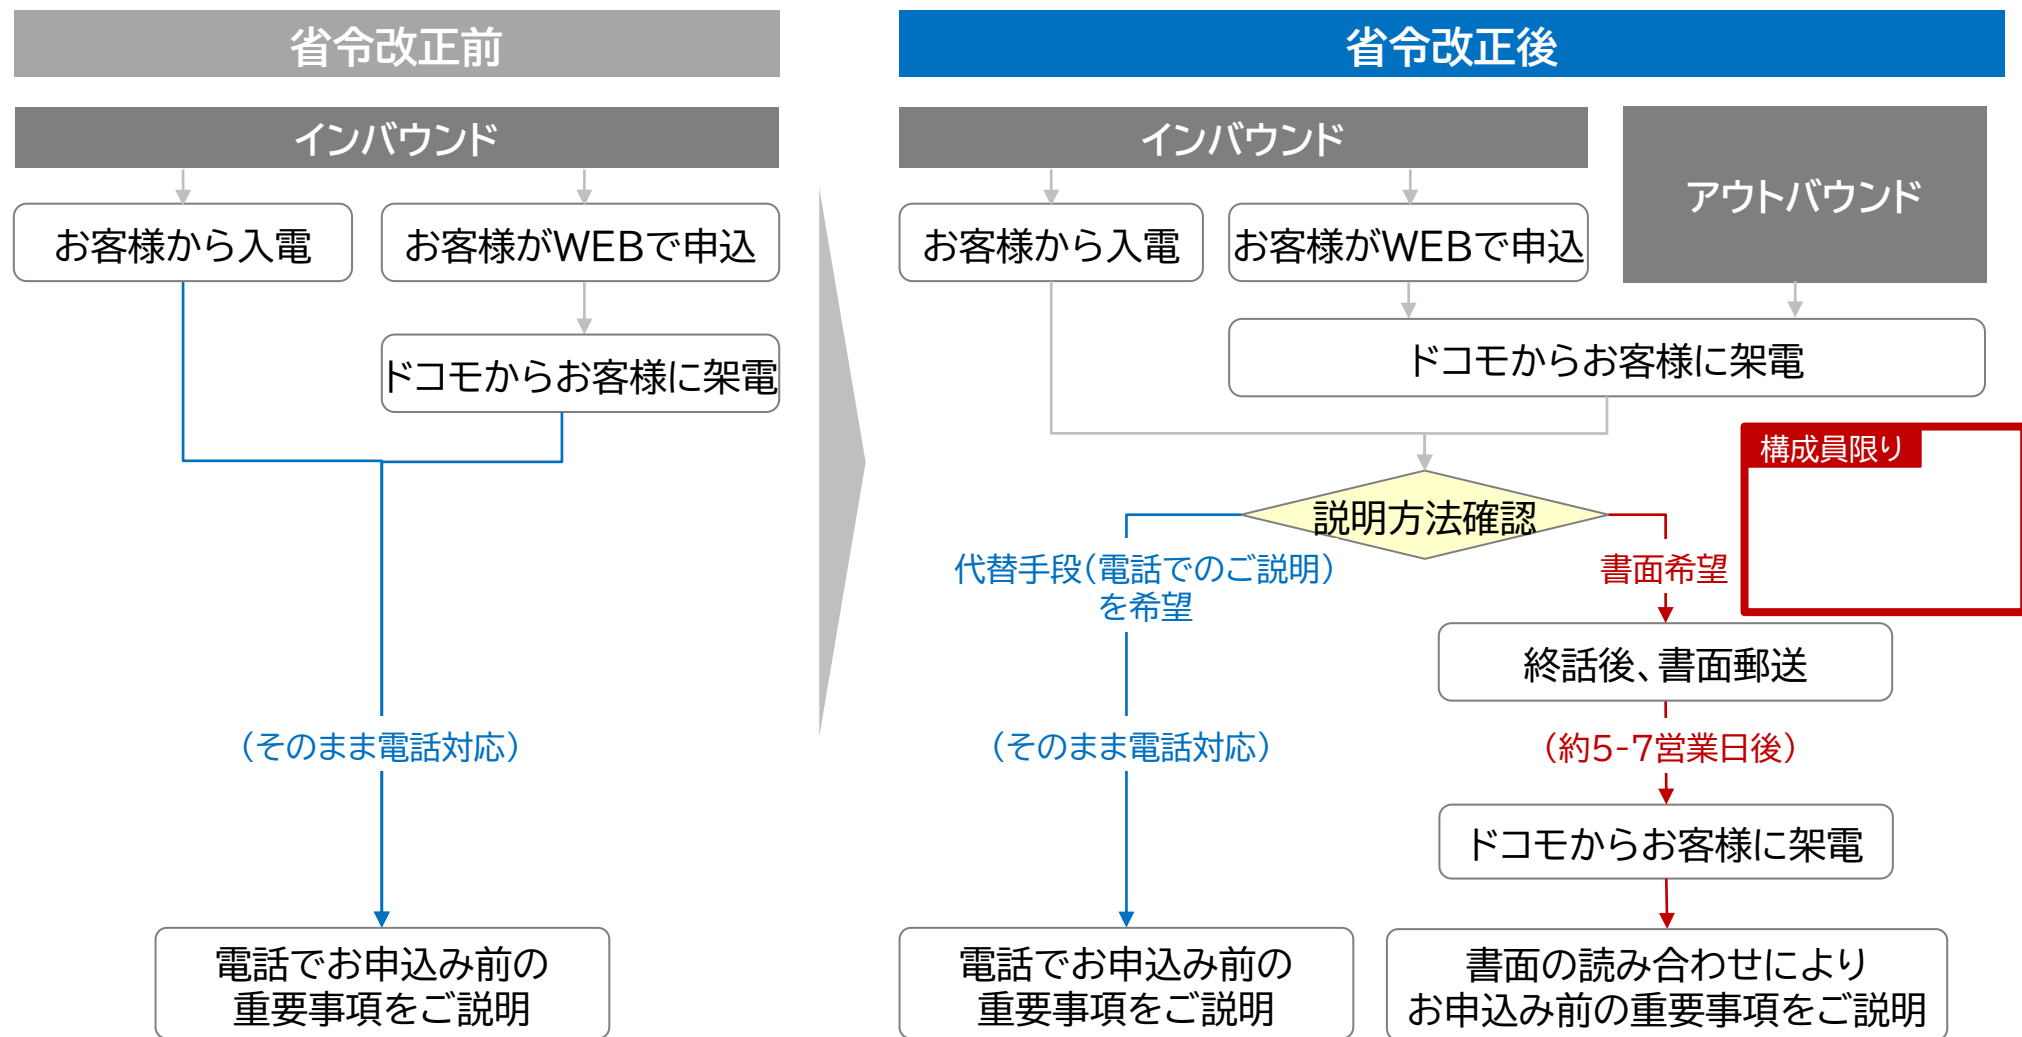 省令改正前
インバウンド
お客様から入電
お客様がWEBで申込
ドコモからお客様に架電
(そのまま電話対応)
電話でお申込み前の
重要事項をご説明
省令改正後
インバウンド
アウトバウンド
お客様から入電
お客様がWEBで申込
ドコモからお客様に架電
構成員限り
説明方法確認
代替手段(電話でのご説明)
を希望
書面希望
終話後、書面郵送
(そのまま電話対応)
(約5-7営業日後)
ドコモからお客様に架電
電話でお申込み前の
重要事項をご説明
書面の読み合わせにより
お申込み前の重要事項をご説明